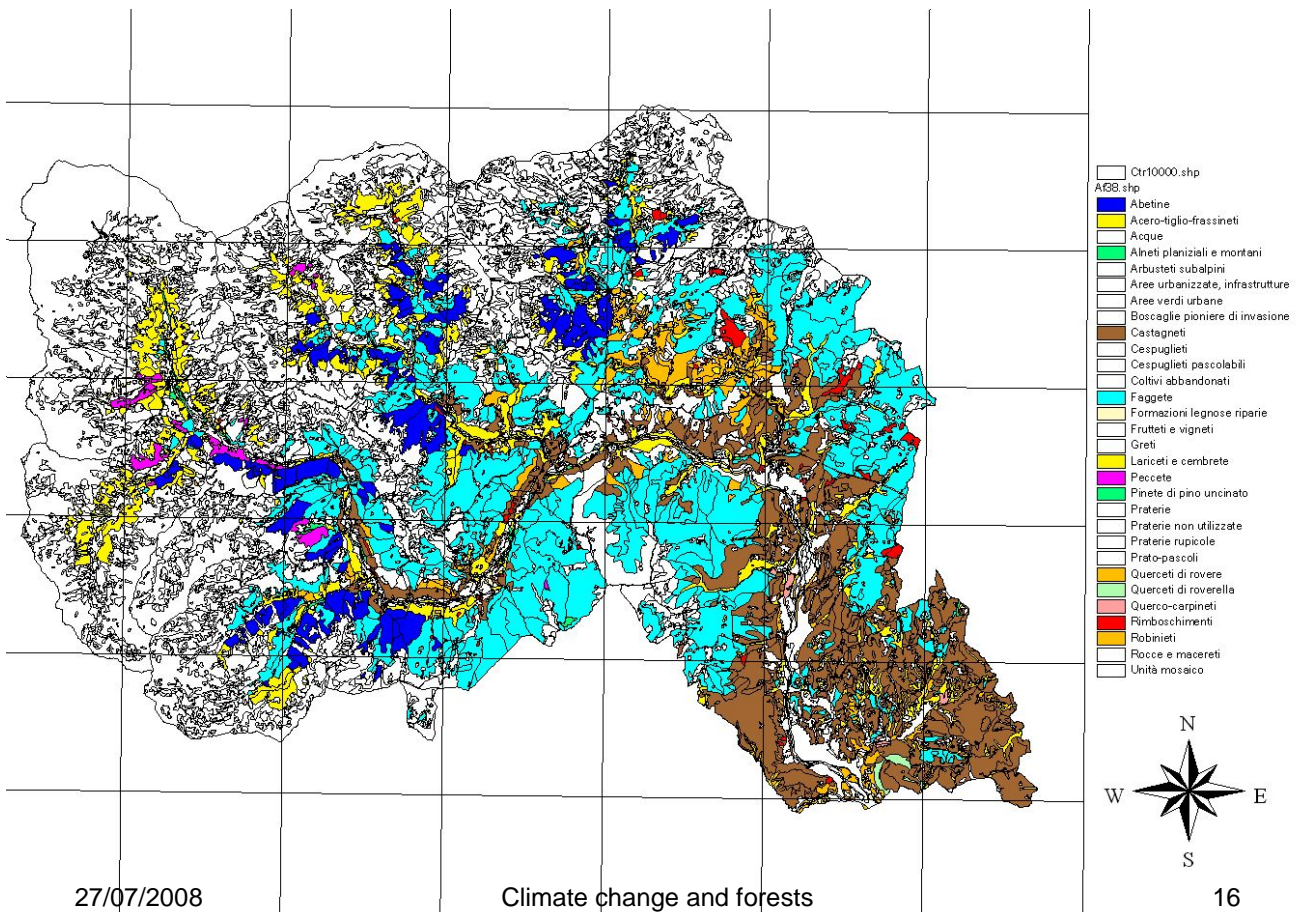 Ctr10000.shp
Af38.shp
Abetine
Acero-tiglio-frassineti
Acque
Alneti planiziali e montani
Arbusteti subalpini
Aree urbanizzate, infrastrutture
Aree verdi urbane
Boscaglie pioniere di invasione
Castagneti
Cespuglieti
Cespuglieti pascolabili
Coltivi abbandonati
Faggete
Formazioni legnose riparie
Frutteti e vigneti
Greti
Lariceti e cembrete
Peccete
Pinete di pino uncinato
Praterie
Praterie non utilizzate
Praterie rupicole
Prato-pascoli
Querceti di rovere
Querceti di roverella
Querco-carpineti
Rimboschimenti
Robinieti
Rocce e macereti
Unità mosaico
N
W E
S
27/07/2008 Climate change and forests 16